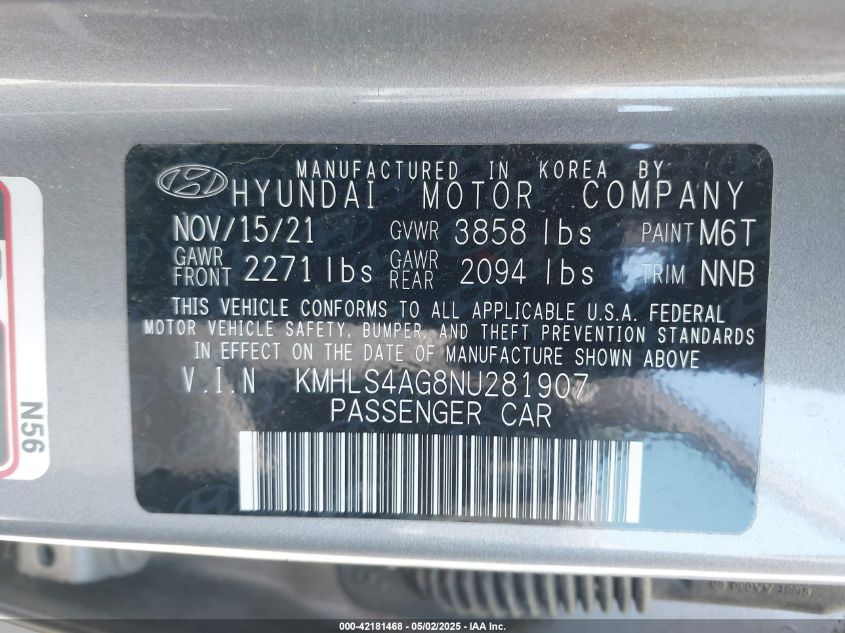 MANUFACTURED IN KOREA BY
HYUNDAI MOTOR COMPANY
NOV/15/21 GVWR 3858 lbs PAINT M6T
GAWR FRONT 2271 lbs GAWR REAR 2094 lbs TRIM NNB
THIS VEHICLE CONFORMS TO ALL APPLICABLE U.S.A. FEDERAL
MOTOR VEHICLE SAFETY, BUMPER, AND THEFT PREVENTION STANDARDS
IN EFFECT ON THE DATE OF MANUFACTURE SHOWN ABOVE
V.I.N KMHLS4AG8NU281907
PASSENGER CAR
N56
000-42181468 - 05/02/2025 - IAA Inc.